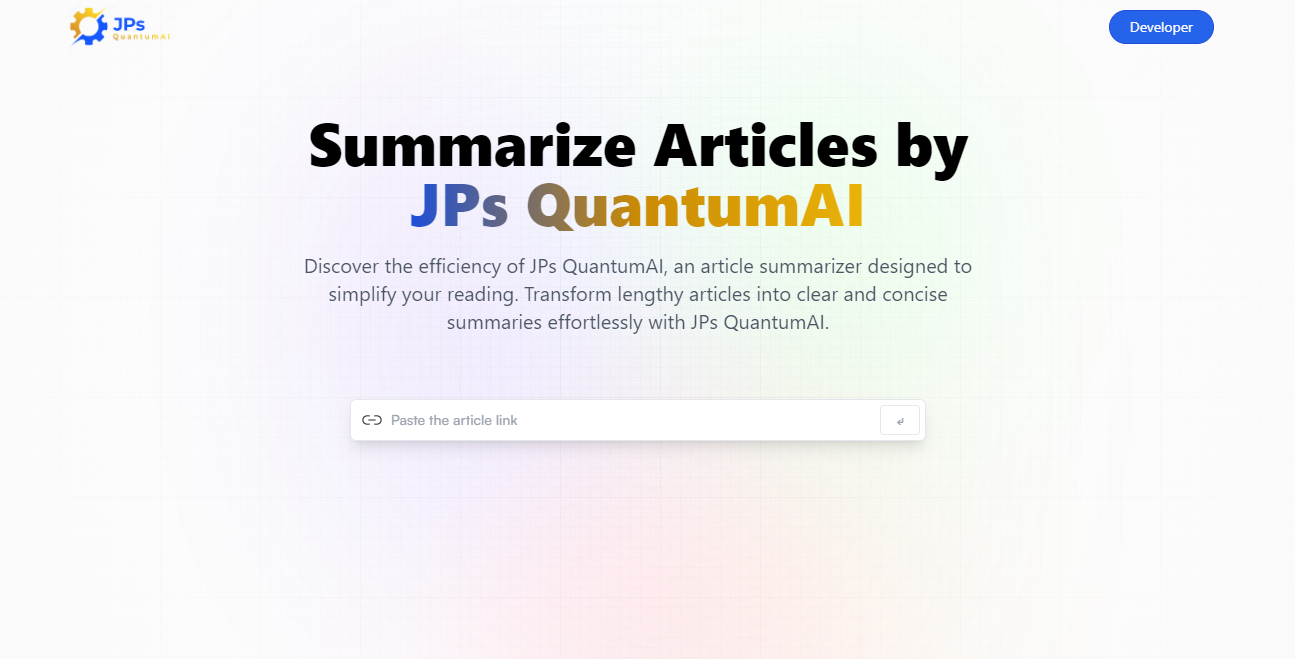 JPs
QuantumAI
Developer
Summarize Articles by
JPs QuantumAI
Discover the efficiency of JPs QuantumAI, an article summarizer designed to
simplify your reading. Transform lengthy articles into clear and concise
summaries effortlessly with JPs QuantumAI.
Paste the article link